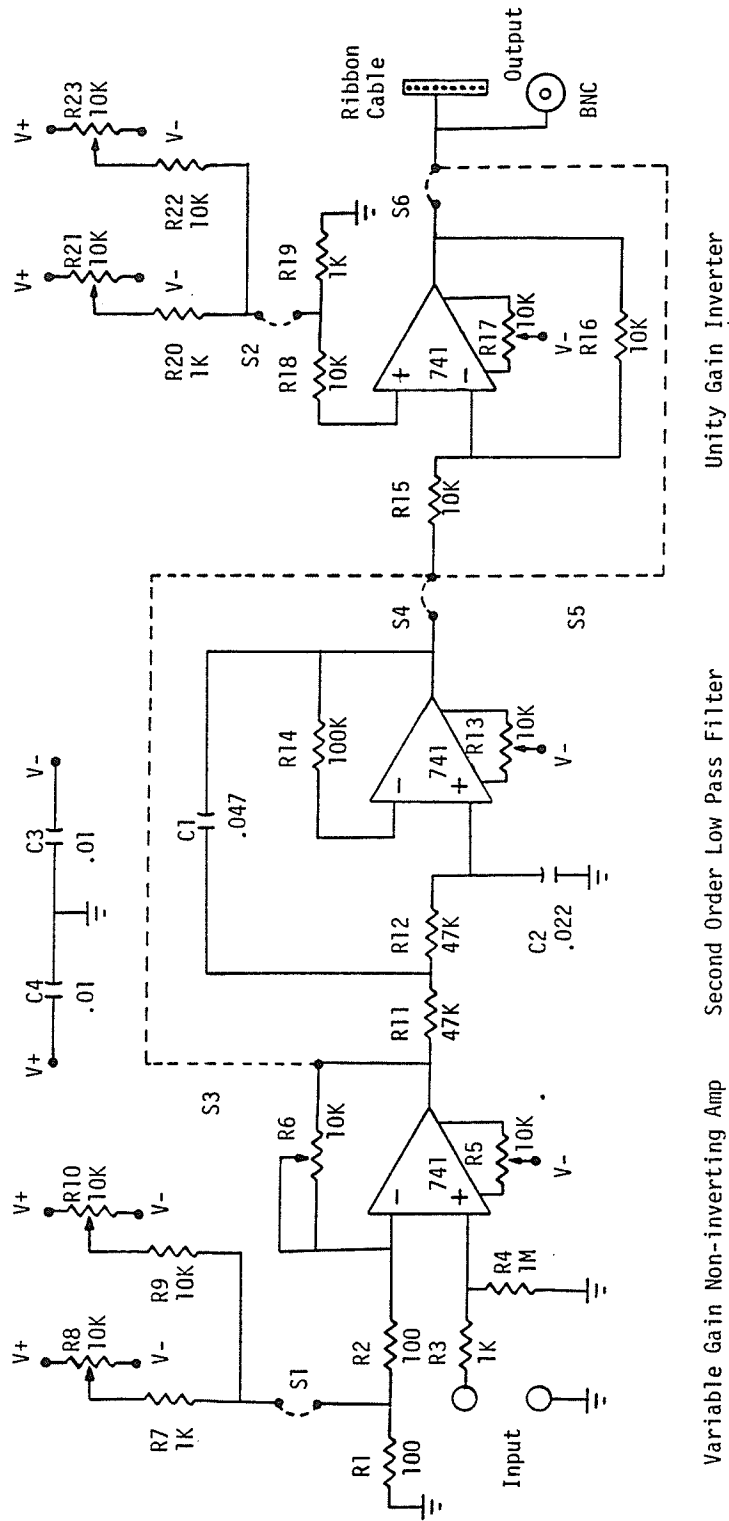 V+
R8
10K
V-
R7
1K
V+
R10
10K
V-
R9
10K
S1
R1
100
R2
100
R3
1K
R4
1M
Input
R6
10K
-
+
741
R5
10K
V-
S3
V+
C4
.01
C3
.01
V-
R11
47K
R12
47K
C1
.047
C2
.022
R14
100K
-
+
741
R13
10K
V-
S4
S5
R15
10K
V+
R21
10K
V-
R20
1K
V+
R23
10K
V-
R22
10K
S2
R18
10K
R19
1K
+
-
741
R17
10K
V-
R16
10K
S6
Ribbon
Cable
Output
BNC
Variable Gain Non-inverting Amp
Second Order Low Pass Filter
Unity Gain Inverter